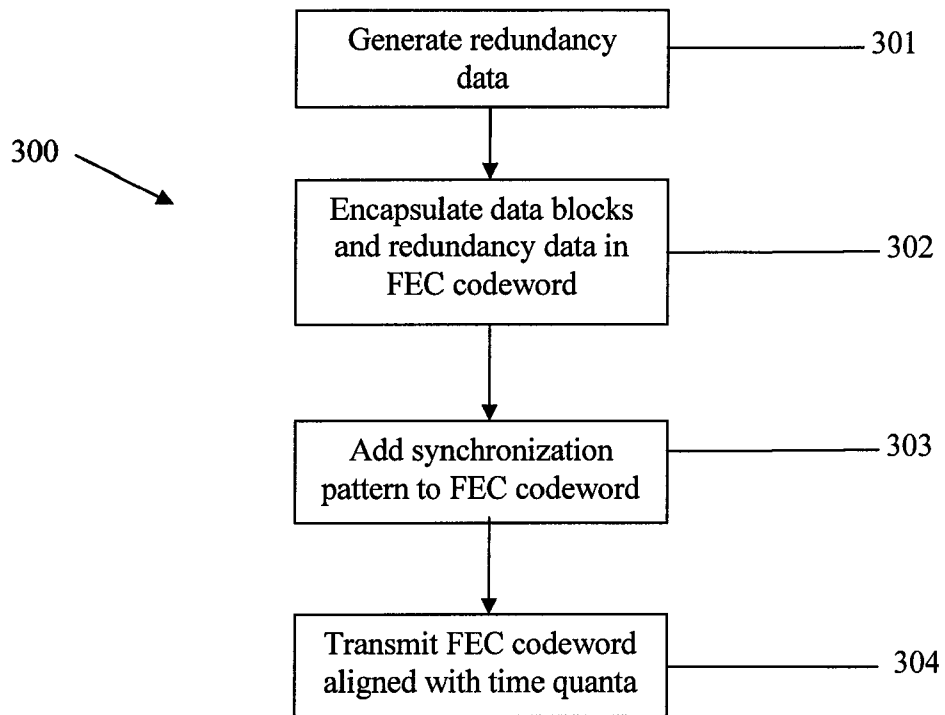 Generate redundancy
data
301
300
Encapsulate data blocks
and redundancy data in
FEC codeword
302
Add synchronization
pattern to FEC codeword
303
Transmit FEC codeword
aligned with time quanta
304